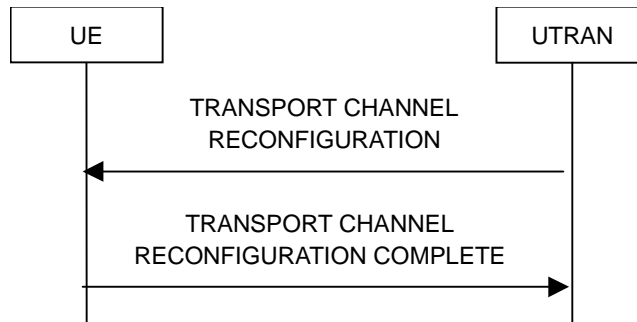 UE
UTRAN
TRANSPORT CHANNEL
RECONFIGURATION
TRANSPORT CHANNEL
RECONFIGURATION COMPLETE